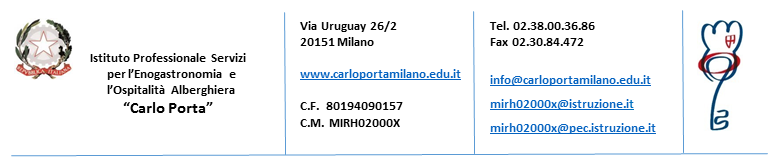 Istituto Professionale Servizi
per l'Enogastronomia e
l'Ospitalità Alberghiera
"Carlo Porta"
Via Uruguay 26/2
20151 Milano
www.carloportamilano.edu.it
C.F. 80194090157
C.M. MIRH02000X
Tel. 02.38.00.36.86
Fax 02.30.84.472
info@carloportamilano.edu.it
mirh02000x@istruzione.it
mirh02000x@pec.istruzione.it